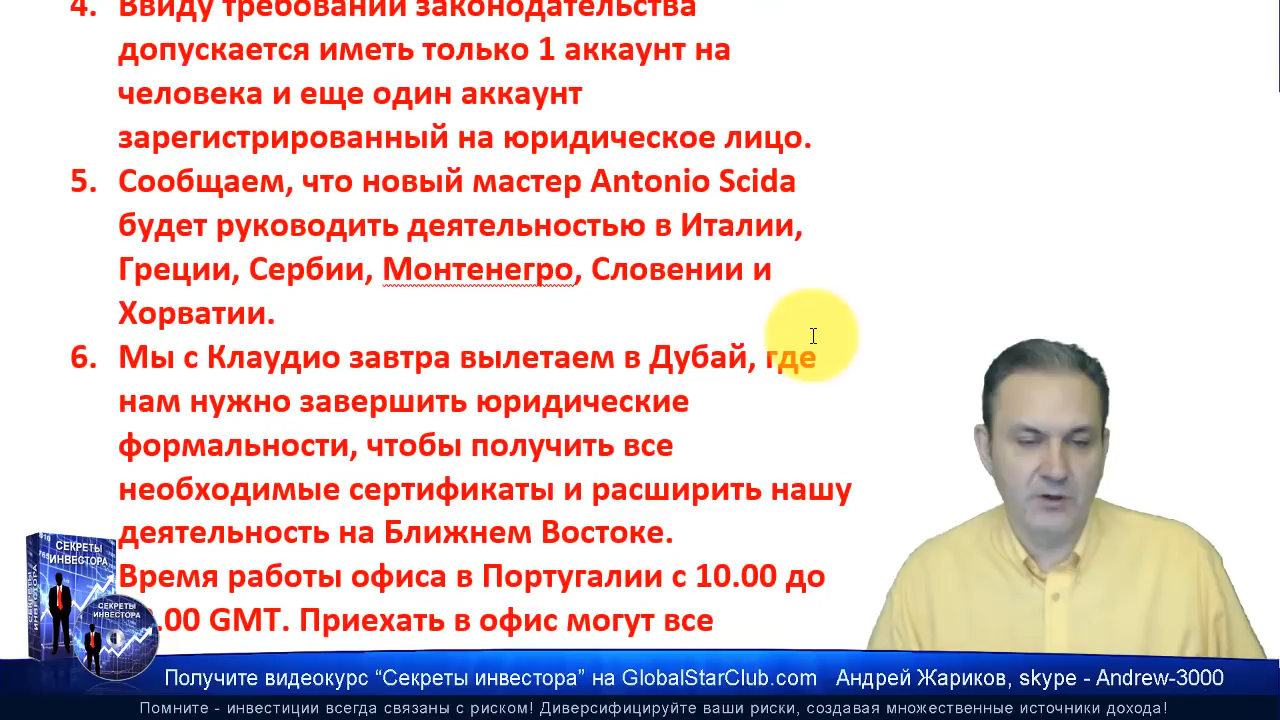 4. Ввиду требований законодательства
допускается иметь только 1 аккаунт на
человека и еще один аккаунт
зарегистрированный на юридическое лицо.
5. Сообщаем, что новый мастер Antonio Scida
будет руководить деятельностью в Италии,
Греции, Сербии, Монтенегро, Словении и
Хорватии.
6. Мы с Клаудио завтра вылетаем в Дубай, где
нам нужно завершить юридические
формальности, чтобы получить все
необходимые сертификаты и расширить нашу
деятельность на Ближнем Востоке.
Время работы офиса в Португалии с 10.00 до
.00 GMT. Приехать в офис могут все
СЕКРЕТЫ
ИНВЕСТОРА
СЕКРЕТЫ
ИНВЕСТОРА
Получите видеокурс “Секреты инвестора” на GlobalStarClub.com Андрей Жариков, skype - Andrew-3000
Помните - инвестиции всегда связаны с риском! Диверсифицируйте ваши риски, создавая множественные источники дохода!